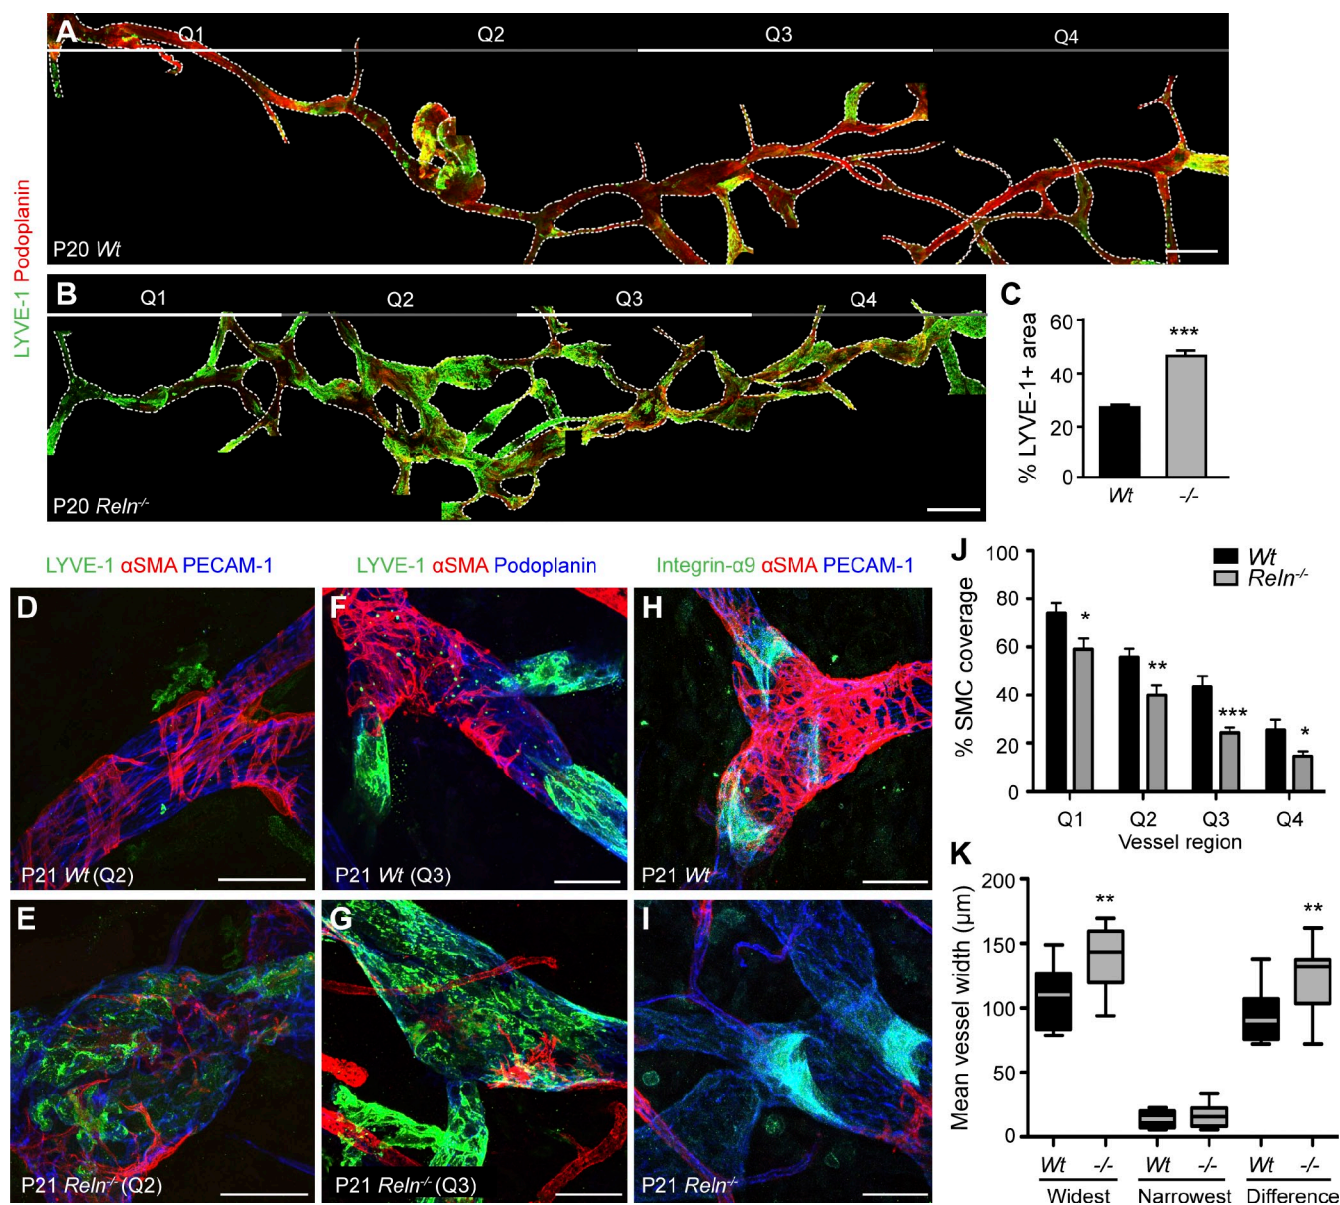 A
Q1
Q2
Q3
Q4
LYVE-1 Podoplanin
P20 Wt
B
Q1
Q2
Q3
Q4
P20 Reln-/-
C
% LYVE-1+ area
60
40
20
0
***
Wt
-/-
LYVE-1 αSMA PECAM-1
LYVE-1 αSMA Podoplanin
Integrin-α9 αSMA PECAM-1
D
P21 Wt (Q2)
F
P21 Wt (Q3)
H
P21 Wt
E
P21 Reln-/- (Q2)
G
P21 Reln-/- (Q3)
I
P21 Reln-/-
J
% SMC coverage
100
80
60
40
20
0
Wt
Reln-/-
*
**
***
*
Q1
Q2
Q3
Q4
Vessel region
K
Mean vessel width (µm)
200
150
100
50
0
**
**
Wt
-/-
Wt
-/-
Wt
-/-
Widest
Narrowest
Difference